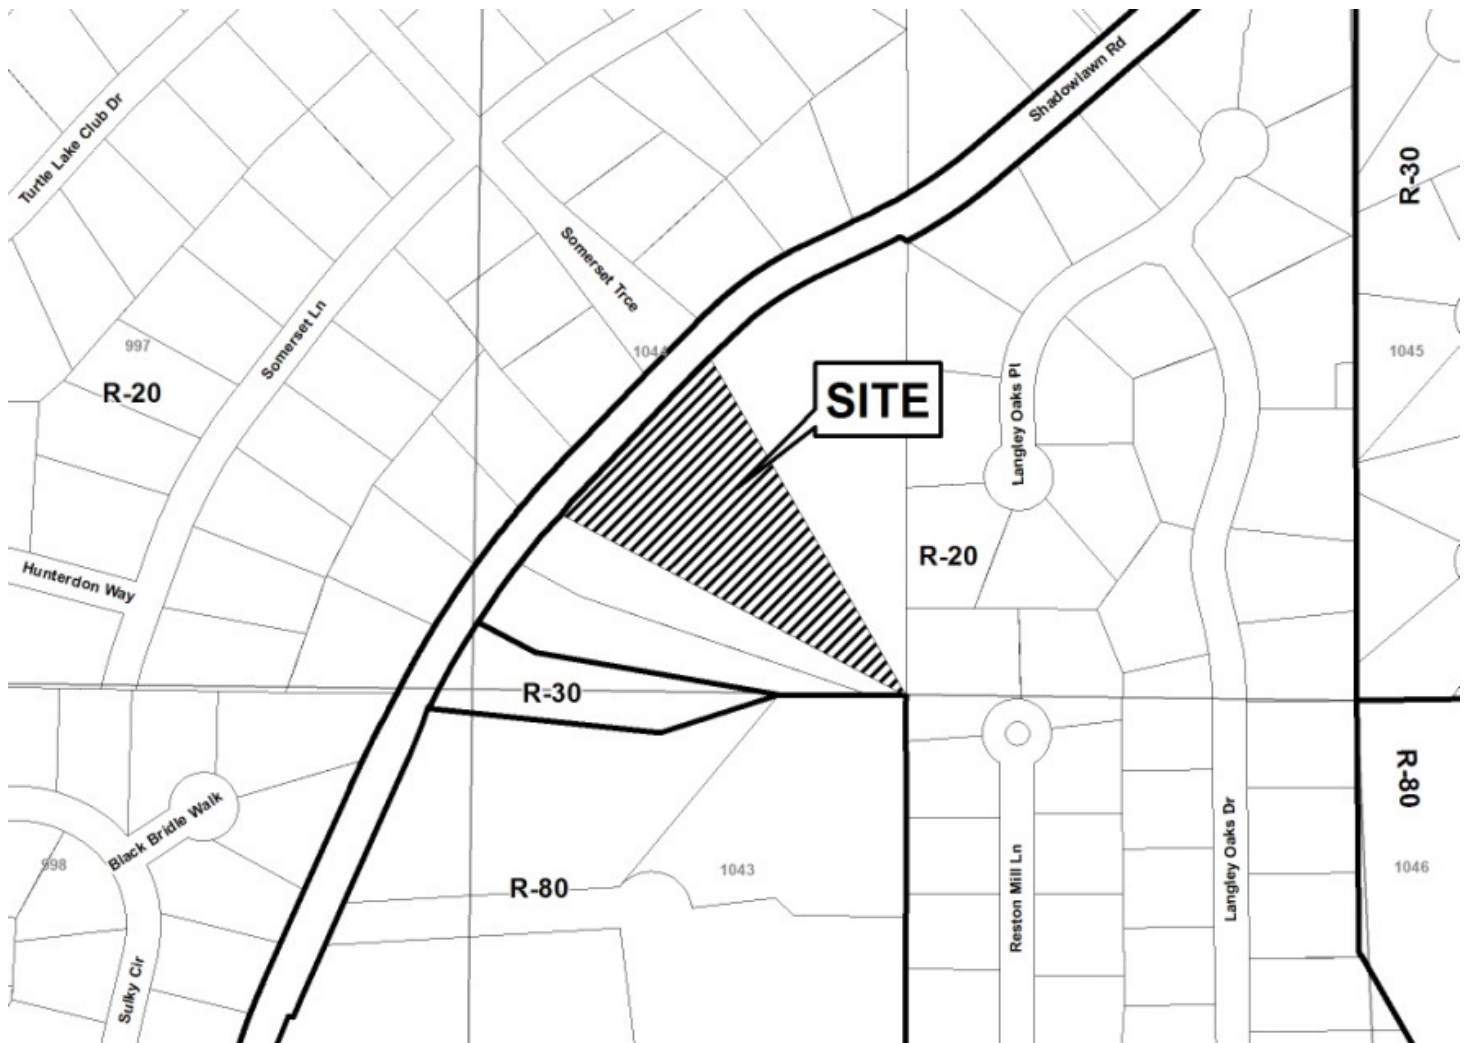 Turtle Lake Club Dr
Shadowlawn Rd
R-30
Somerset Trce
Somerset Ln
997
1044
1045
R-20
SITE
Langley Oaks Pl
R-20
Hunterdon Way
R-30
R-80
Black Bridle Walk
998
1043
1046
R-80
Reston Mill Ln
Langley Oaks Dr
Sulky Cir